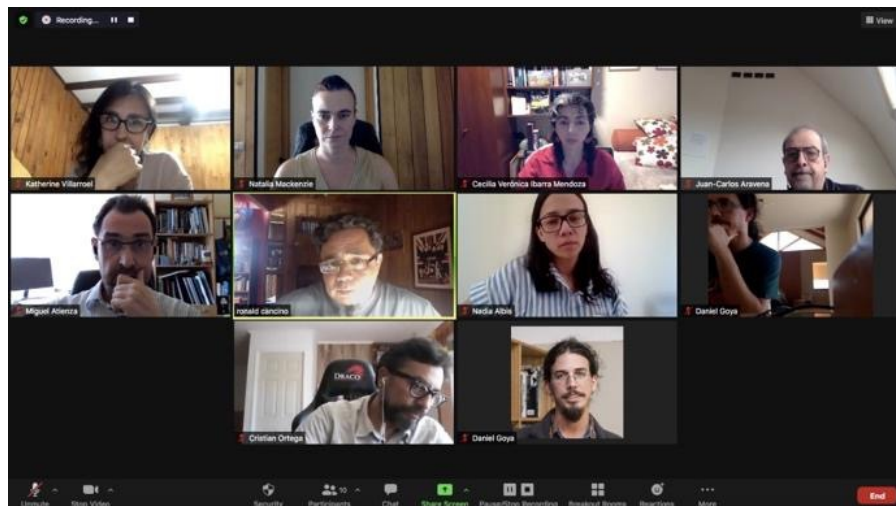 Recording...
View
Katherine Villarroel
Natalia Mackenzie
Cecilia Verónica Ibarra Mendoza
Juan-Carlos Aravena
Miguel Atienza
ronald cancino
Nadia Albis
Daniel Goya
DRACO
Cristian Ortega
Daniel Goya
Unmute
Stop Video
Security
Participants
10
Chat
Share Screen
Pause/Stop Recording
Breakout Rooms
Reactions
More
End